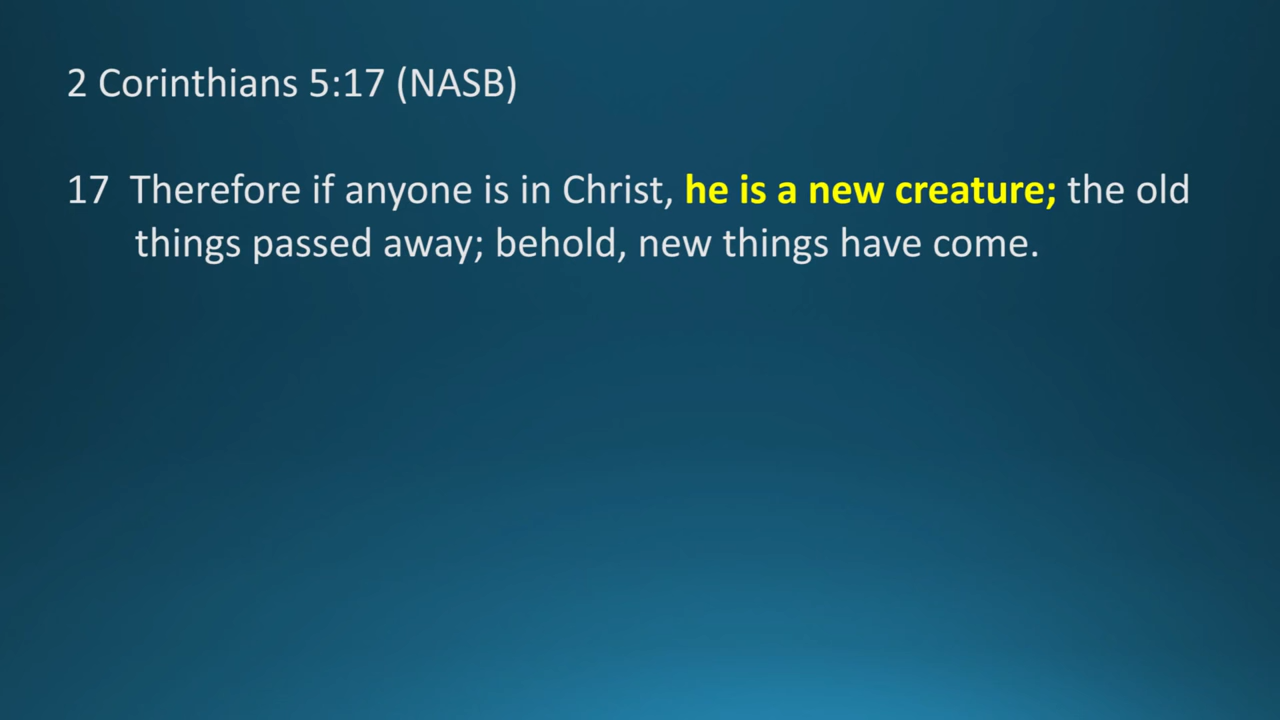 2 Corinthians 5:17 (NASB)
17 Therefore if anyone is in Christ, he is a new creature; the old
things passed away; behold, new things have come.